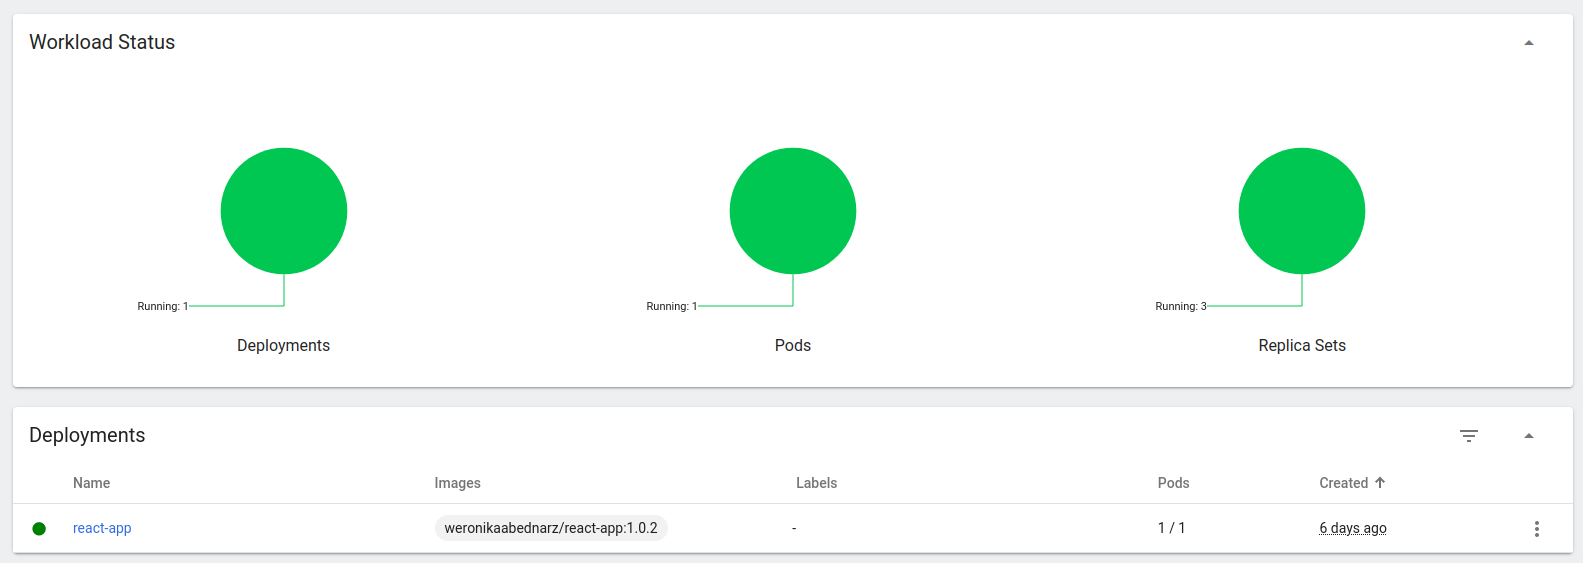 Workload Status
Running: 1
Running: 1
Running: 3
Deployments
Pods
Replica Sets
Deployments
Name Images Labels Pods Created
react-app weronikaabednarz/react-app:1.0.2 - 1 / 1 6 days ago